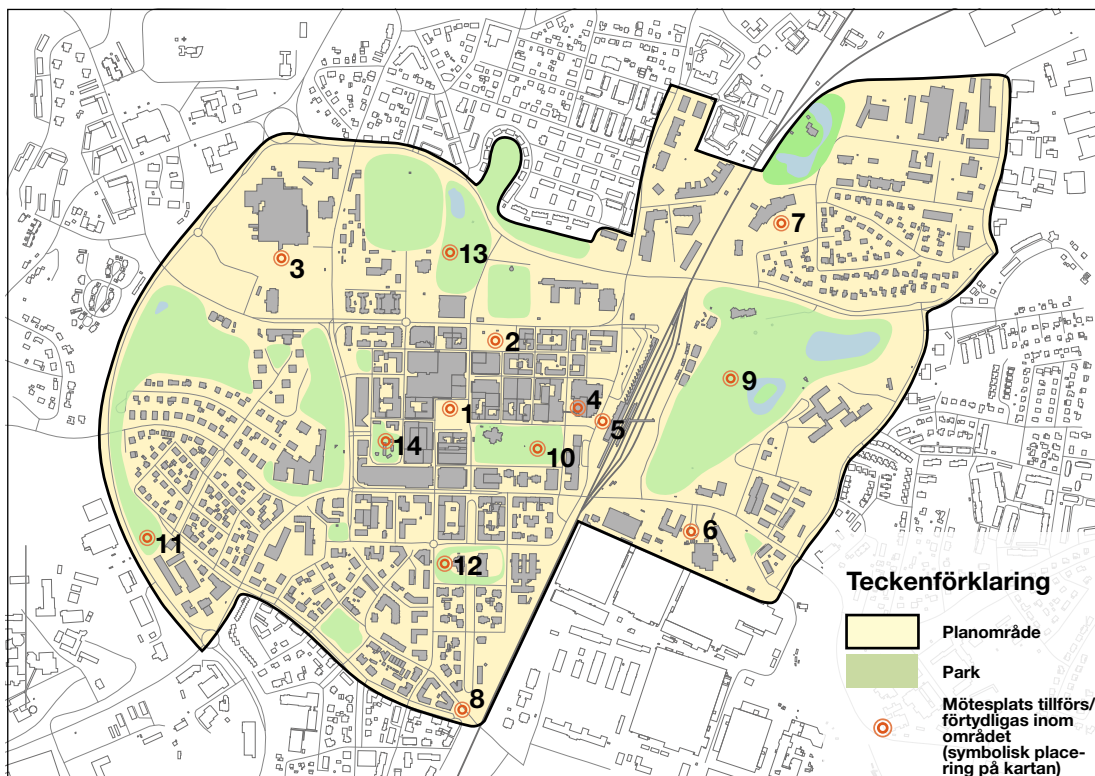 7
3
13
2
9
1
4
5
14
10
6
11
12
8
Teckenförklaring
Planområde
Park
Mötesplats tillförs/
förtydligas inom
området
(symbolisk place-
ring på kartan)